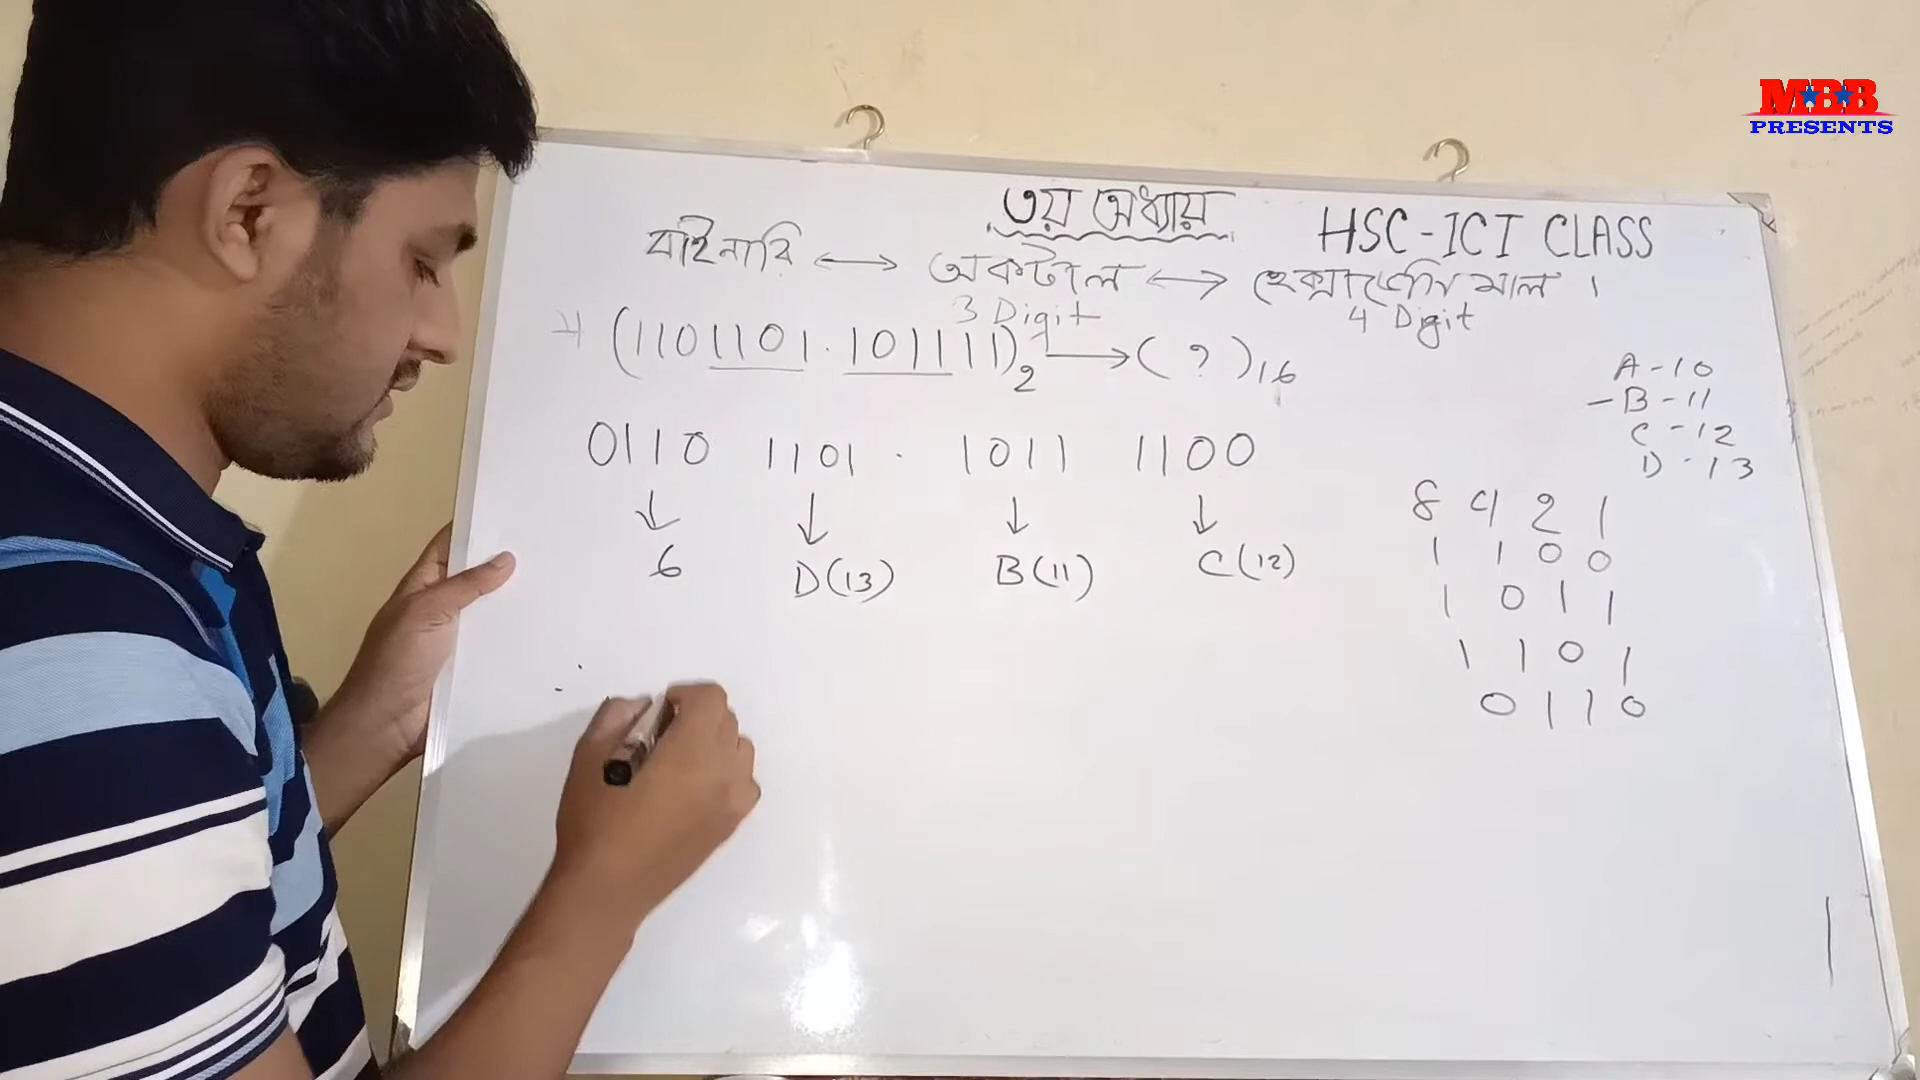 MBB
PRESENTS
৩য় অধ্যায়
HSC-ICT CLASS
বাইনারি ↔ অকটাল ↔ হেক্সাডেসিমাল ।
3 Digit
4 Digit
(1101101.101111)2 → (?)16
A-10
-B-11
C-12
D-13
0110 1101 . 1011 1100
↓ ↓ ↓ ↓
6 D(13) B(11) C(12)
8 4 2 1
1 1 0 0
1 0 1 1
1 1 0 1
0 1 1 0
∴